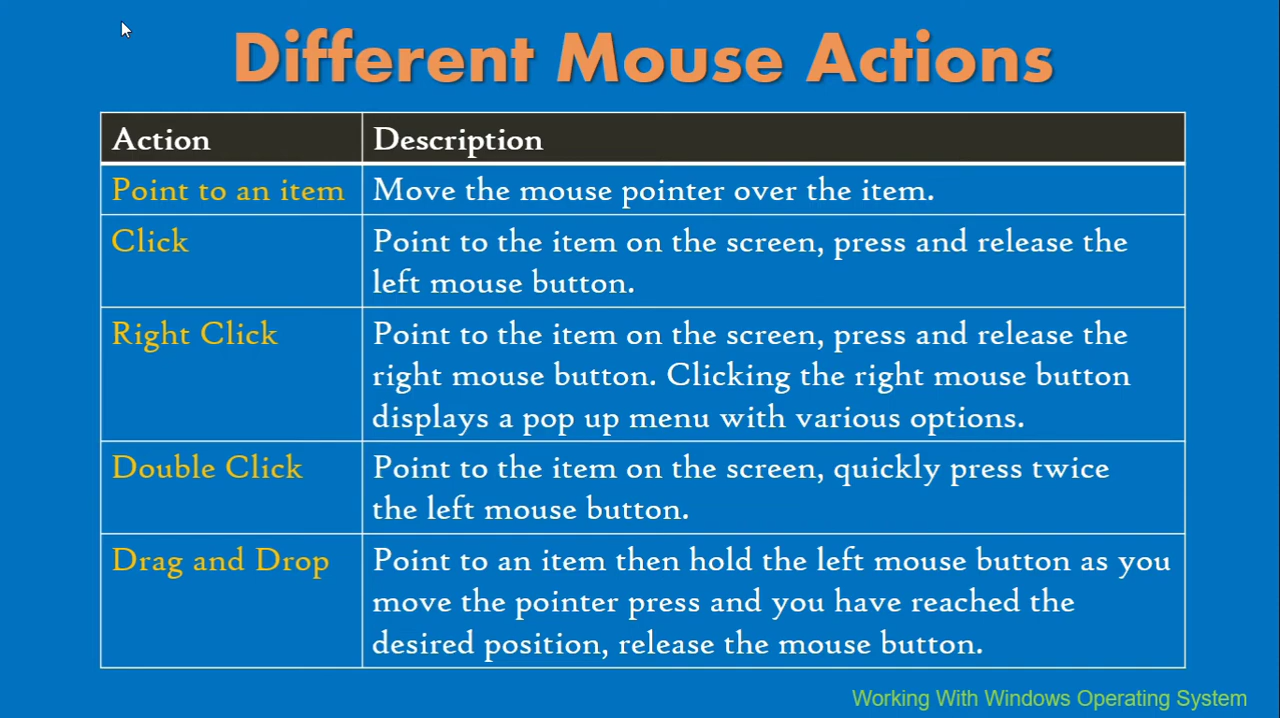 Different Mouse Actions
Action Description
Point to an item Move the mouse pointer over the item.
Click Point to the item on the screen, press and release the
left mouse button.
Right Click Point to the item on the screen, press and release the
right mouse button. Clicking the right mouse button
displays a pop up menu with various options.
Double Click Point to the item on the screen, quickly press twice
the left mouse button.
Drag and Drop Point to an item then hold the left mouse button as you
move the pointer press and you have reached the
desired position, release the mouse button.
Working With Windows Operating System